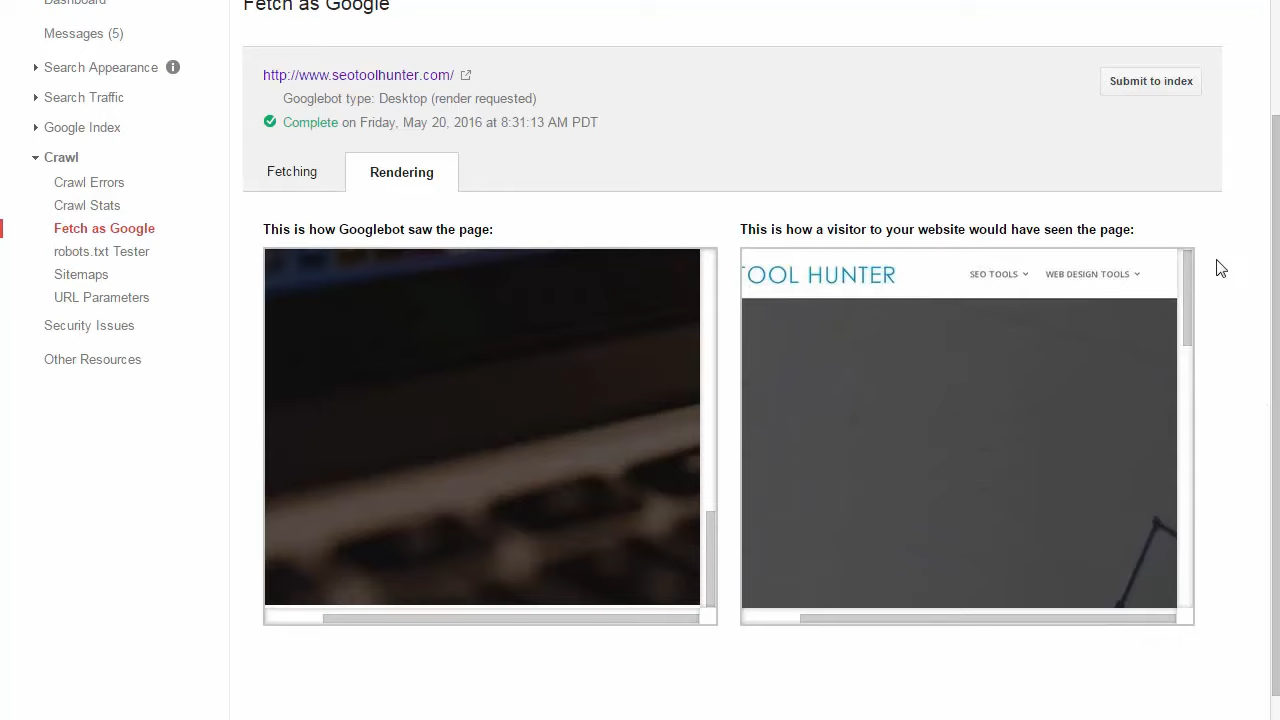 Dashboard
Fetch as Google
Messages (5)
Search Appearance
Search Traffic
Google Index
Crawl
Crawl Errors
Crawl Stats
Fetch as Google
robots.txt Tester
Sitemaps
URL Parameters
Security Issues
Other Resources
http://www.seotoolhunter.com/
Submit to index
Googlebot type: Desktop (render requested)
Complete on Friday, May 20, 2016 at 8:31:13 AM PDT
Fetching Rendering
This is how Googlebot saw the page:
This is how a visitor to your website would have seen the page:
TOOL HUNTER SEO TOOLS WEB DESIGN TOOLS